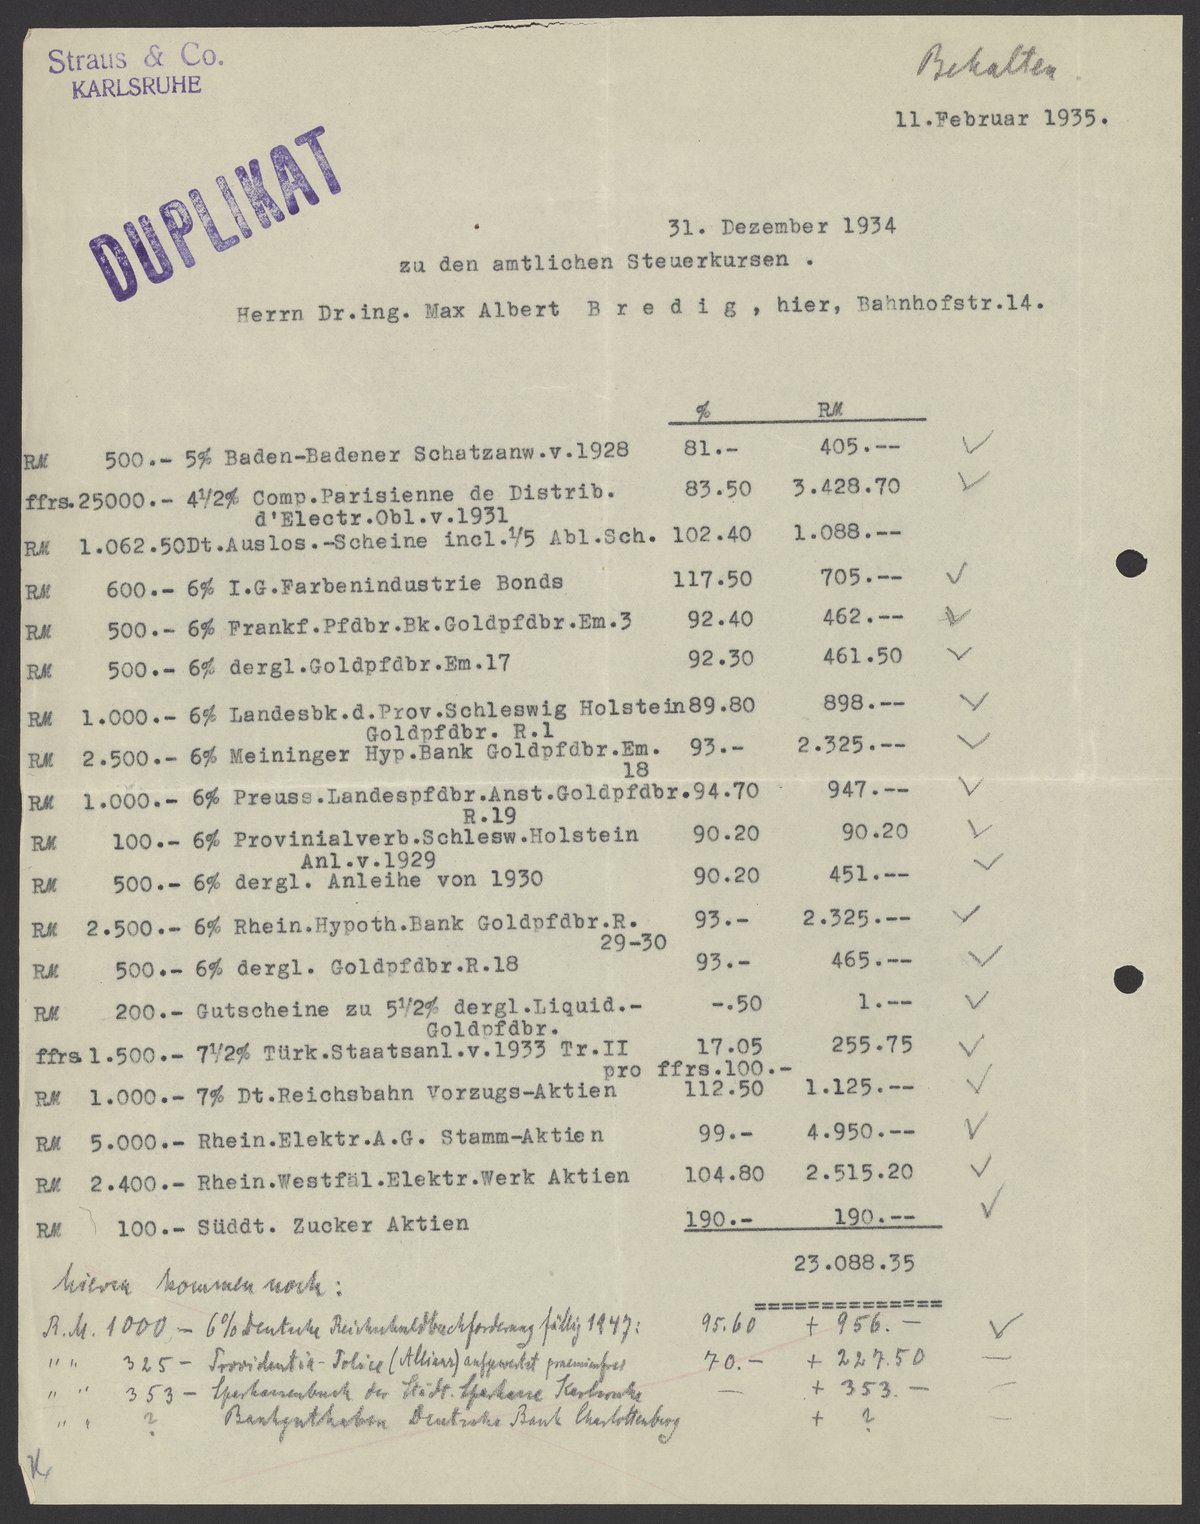 Straus & Co.
KARLSRUHE
Behalten
11.Februar 1935.
DUPLIKAT
31. Dezember 1934
zu den amtlichen Steuerkursen .
Herrn Dr.ing. Max Albert B r e d i g , hier, Bahnhofstr.14.
% RM
RM 500.- 5% Baden-Badener Schatzanw.v.1928 81.- 405.--
ffrs.25000.- 4½% Comp.Parisienne de Distrib. 83.50 3.428.70
d'Electr.Obl.v.1931
RM 1.062.50Dt.Auslos.-Scheine incl.⅕ Abl.Sch. 102.40 1.088.--
RM 600.- 6% I.G.Farbenindustrie Bonds 117.50 705.--
RM 500.- 6% Frankf.Pfdbr.Bk.Goldpfdbr.Em.3 92.40 462.--
RM 500.- 6% dergl.Goldpfdbr.Em.17 92.30 461.50
RM 1.000.- 6% Landesbk.d.Prov.Schleswig Holstein89.80 898.--
Goldpfdbr. R.1
RM 2.500.- 6% Meininger Hyp.Bank Goldpfdbr.Em. 93.- 2.325.--
18
RM 1.000.- 6% Preuss.Landespfdbr.Anst.Goldpfdbr.94.70 947.--
R.19
RM 100.- 6% Provinialverb.Schlesw.Holstein 90.20 90.20
Anl.v.1929
RM 500.- 6% dergl. Anleihe von 1930 90.20 451.--
RM 2.500.- 6% Rhein.Hypoth.Bank Goldpfdbr.R. 93.- 2.325.--
29-30
RM 500.- 6% dergl. Goldpfdbr.R.18 93.- 465.--
RM 200.- Gutscheine zu 5½% dergl.Liquid.- -.50 1.--
Goldpfdbr.
ffrs 1.500.- 7½% Türk.Staatsanl.v.1933 Tr.II 17.05 255.75
pro ffrs.100.-
RM 1.000.- 7% Dt.Reichsbahn Vorzugs-Aktien 112.50 1.125.--
RM 5.000.- Rhein.Elektr.A.G. Stamm-Aktien 99.- 4.950.--
RM 2.400.- Rhein.Westfäl.Elektr.Werk Aktien 104.80 2.515.20
RM 100.- Süddt. Zucker Aktien 190.- 190.--
23.088.35
==============
hierzu kommen noch:
R.M. 1000,- 6% Deutsche Reichsschuldbuchforderung fällig 1947: 95.60 + 956.-
" " 325 - Providentia-Police (Allianz) aufgewertet praemienfrei 70.- + 227.50
" " 353 - Sparkassenbuch der Städt. Sparkasse Karlsruhe - + 353.-
" " ? Bankguthaben Deutsche Bank Charlottenberg + ?